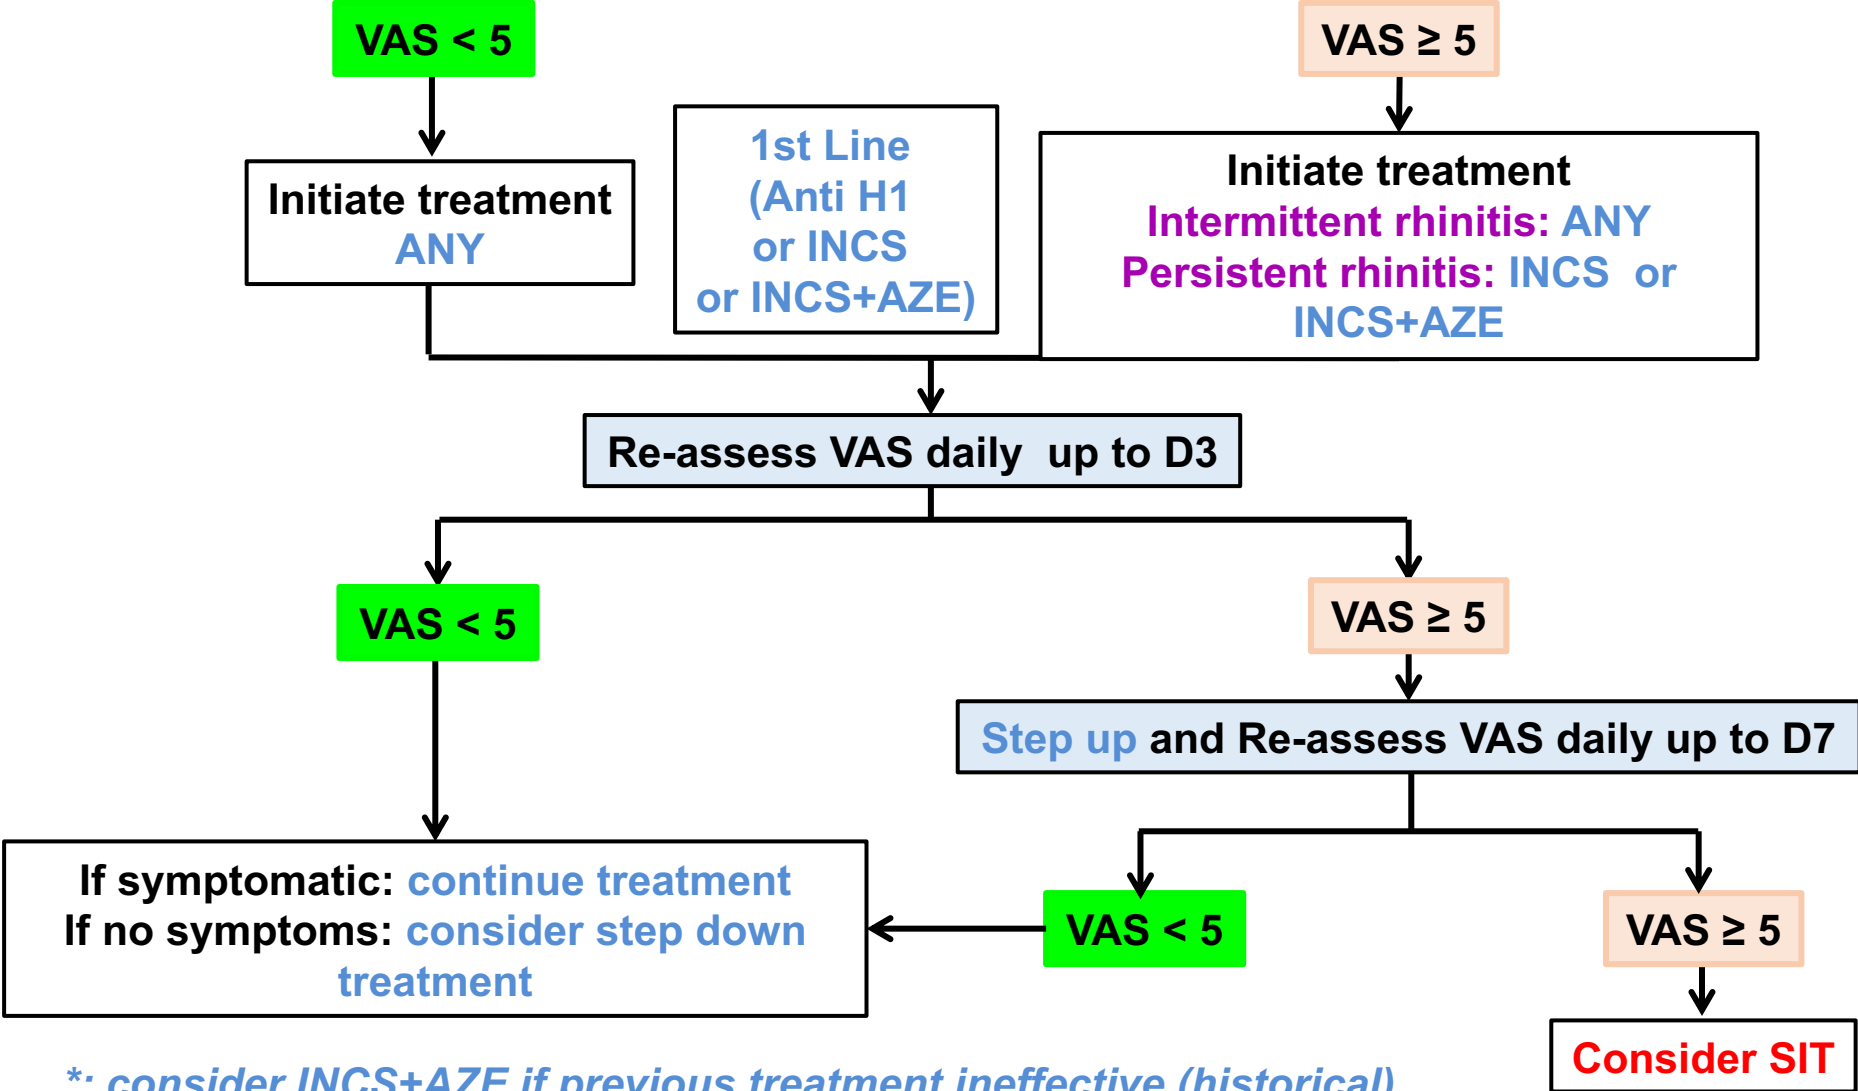 VAS < 5
VAS ≥ 5
Initiate treatment
ANY
1st Line
(Anti H1
or INCS
or INCS+AZE)
Initiate treatment
Intermittent rhinitis: ANY
Persistent rhinitis: INCS or
INCS+AZE
Re-assess VAS daily up to D3
VAS < 5
VAS ≥ 5
Step up and Re-assess VAS daily up to D7
If symptomatic: continue treatment
If no symptoms: consider step down
treatment
VAS < 5
VAS ≥ 5
Consider SIT
*: consider INCS+AZE if previous treatment ineffective (historical)